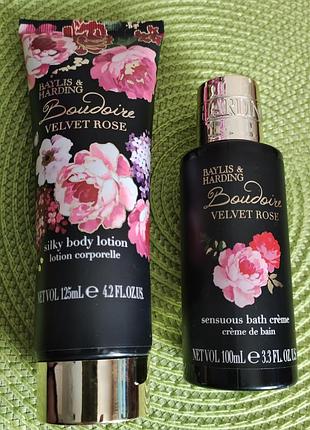 BAYLIS &
HARDING
Boudoire
VELVET ROSE
silky body lotion
lotion corporelle
NET VOL 125mL e 4.2 FL.OZ.US.
BAYLIS &
HARDING
Boudoire
VELVET ROSE
sensuous bath crème
crème de bain
NET VOL 100mL e 3.3 FL.OZ.US.